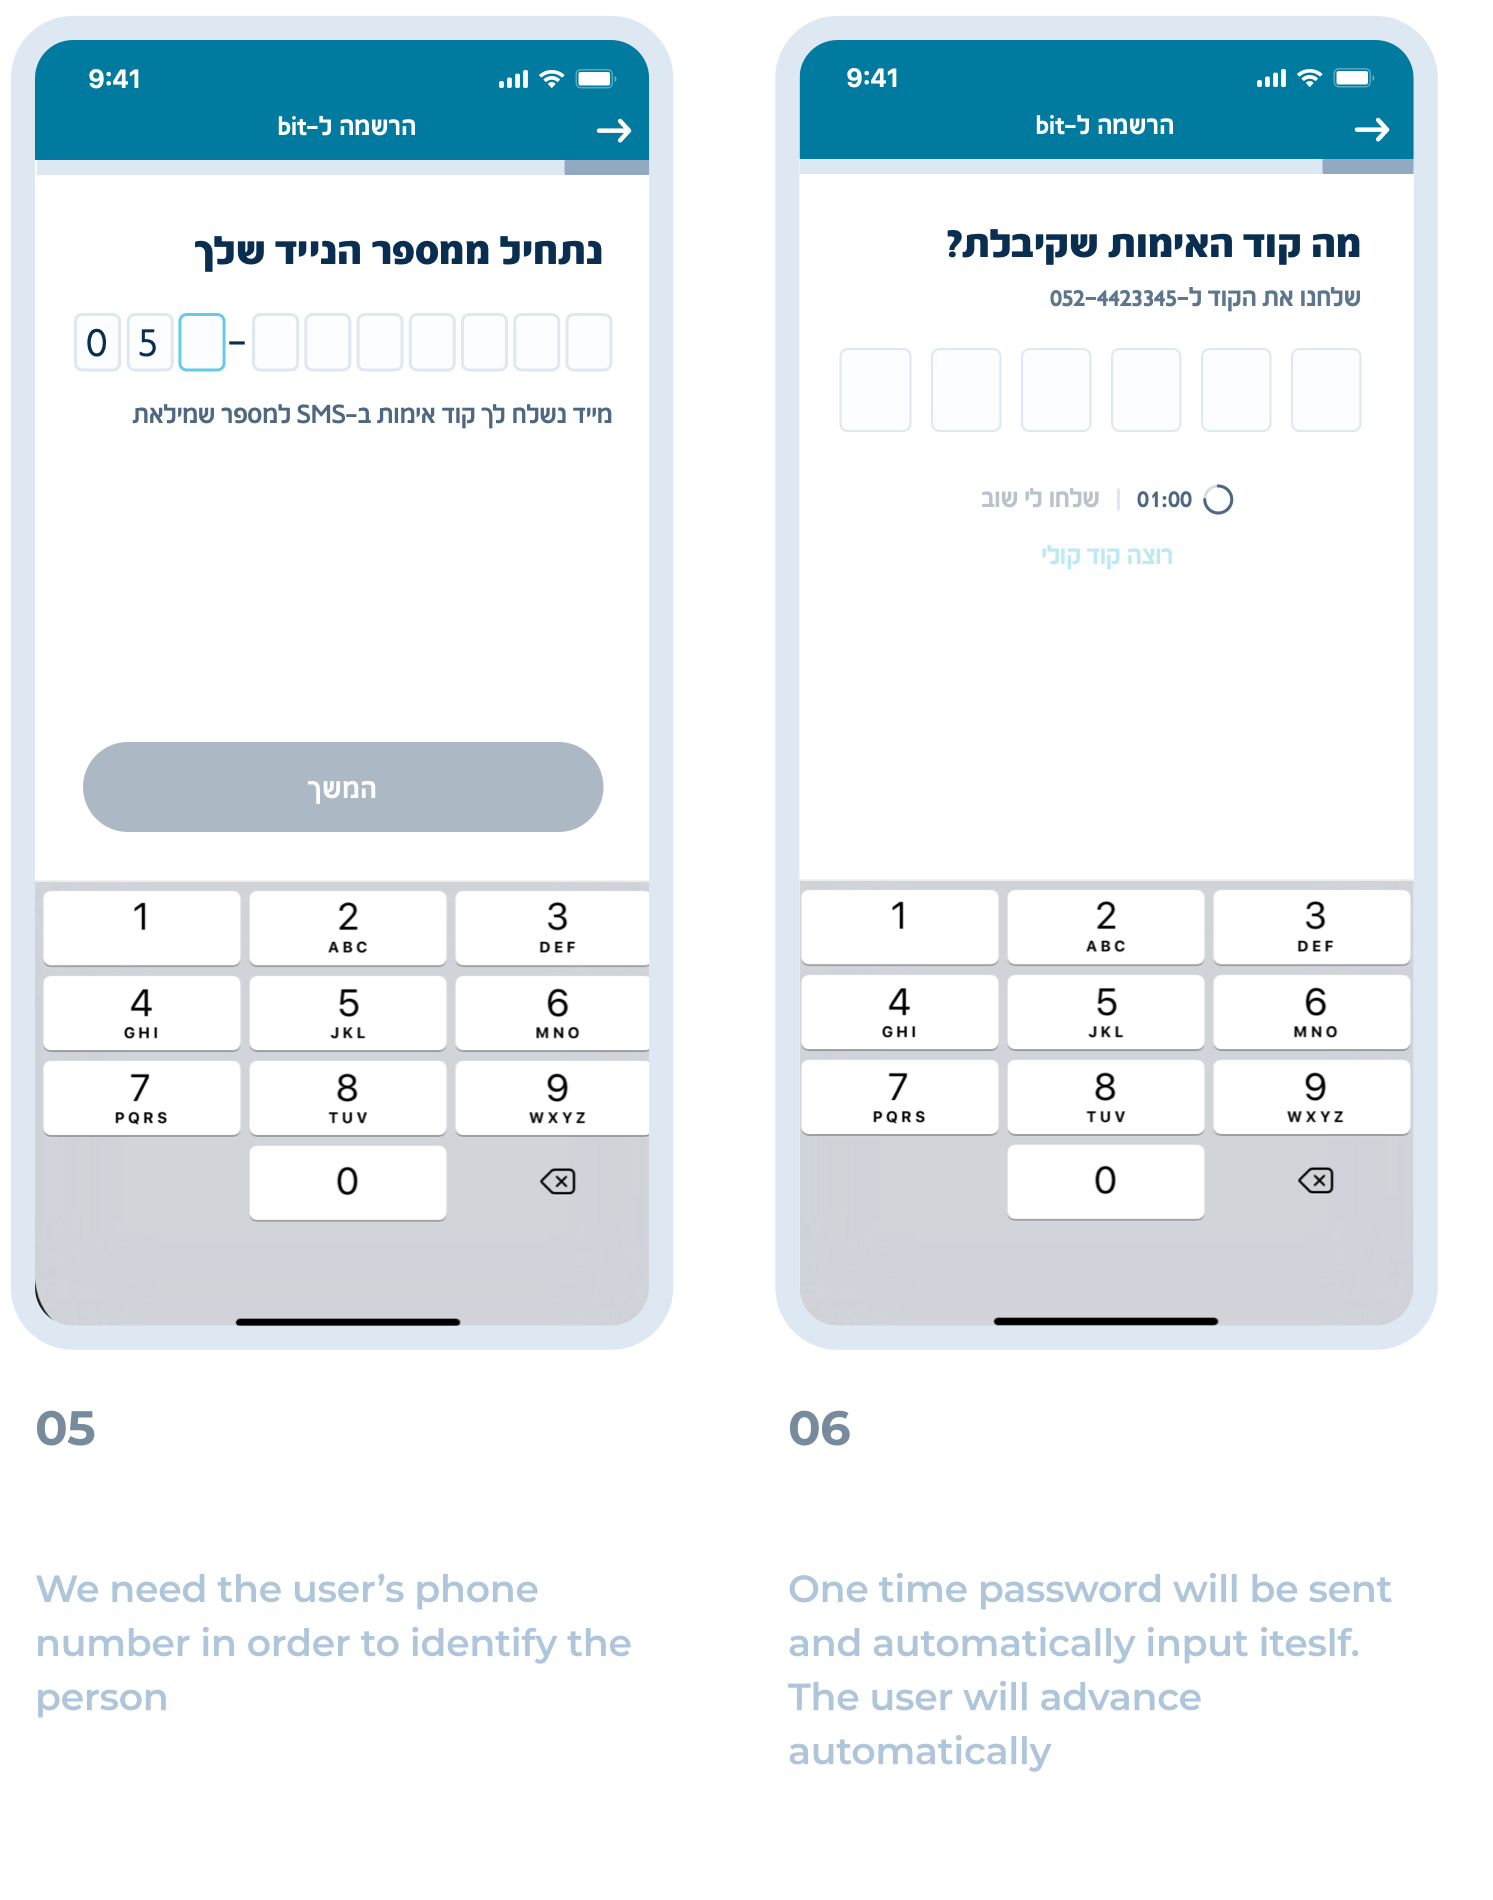 9:41
הרשמה ל-bit
נתחיל ממספר הנייד שלך
0 5 -
מייד נשלח לך קוד אימות ב-SMS למספר שמילאת
המשך
1 2 3
ABC DEF
4 5 6
GHI JKL MNO
7 8 9
PQRS TUV WXYZ
0
05
We need the user’s phone
number in order to identify the
person
9:41
הרשמה ל-bit
מה קוד האימות שקיבלת?
שלחנו את הקוד ל-052-4423345
01:00 | שלחו לי שוב
רוצה קוד קולי
1 2 3
ABC DEF
4 5 6
GHI JKL MNO
7 8 9
PQRS TUV WXYZ
0
06
One time password will be sent
and automatically input iteslf.
The user will advance
automatically